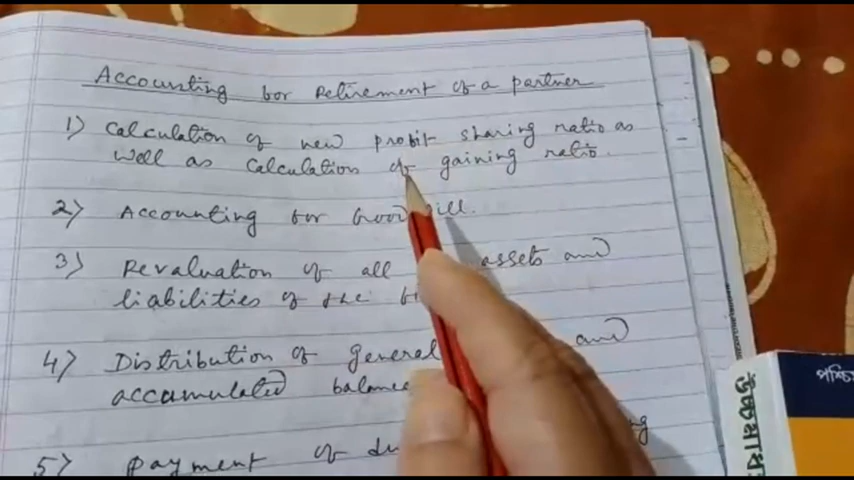 Accounting for Retirement of a partner
1) Calculation of new profit sharing ratio as
well as calculation of gaining ratio.
2) Accounting for Goodwill.
3) Revaluation of all assets and
liabilities of the
4) Distribution of general and
accumulated balance
5) payment of
পশ্চি